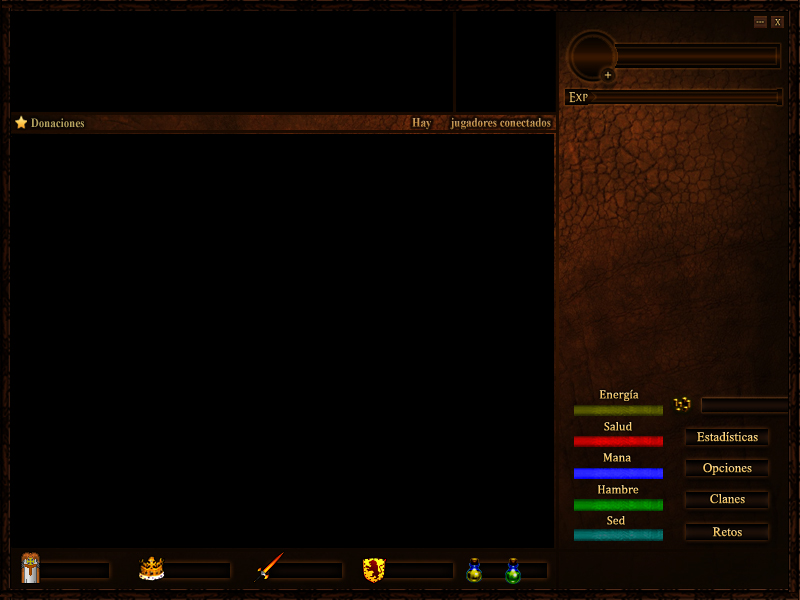 X
+
Exp
Donaciones
Hay jugadores conectados
Energía
Salud
Estadísticas
Mana
Opciones
Hambre
Clanes
Sed
Retos